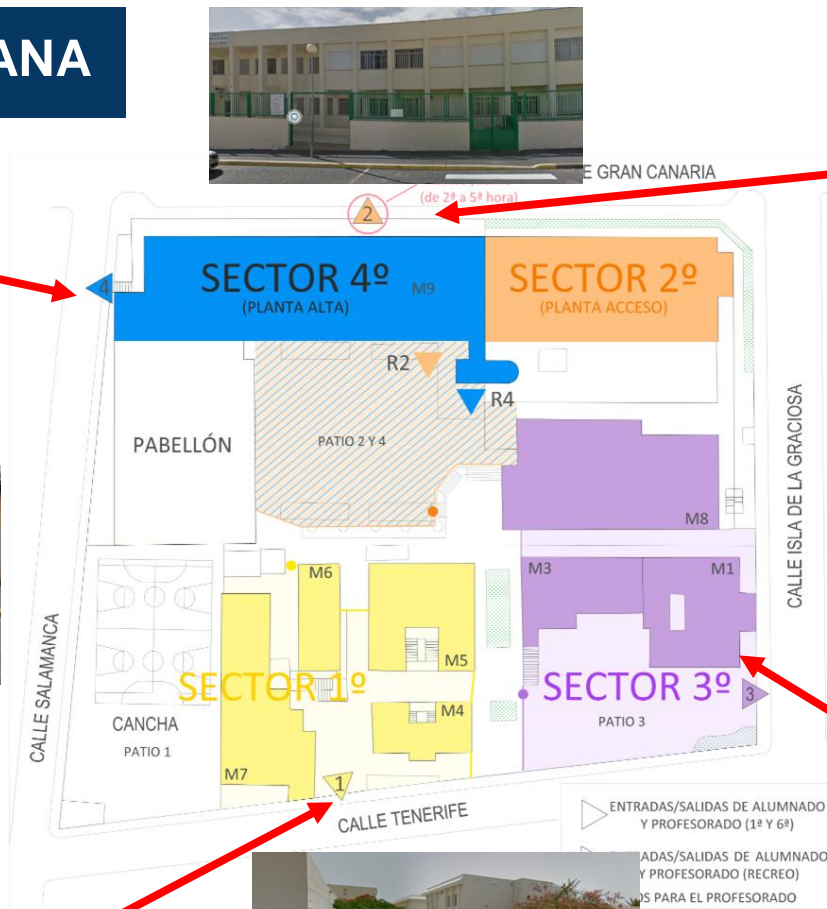 ANA
E GRAN CANARIA
(de 2ª a 5ª hora)
2
SECTOR 4º
(PLANTA ALTA)
M9
SECTOR 2º
(PLANTA ACCESO)
4
R2
R4
PABELLÓN
PATIO 2 Y 4
M8
CALLE ISLA DE LA GRACIOSA
M6
M3
M1
M5
SECTOR 1º
SECTOR 3º
3
CALLE SALAMANCA
CANCHA
PATIO 1
M4
PATIO 3
M7
1
CALLE TENERIFE
ENTRADAS/SALIDAS DE ALUMNADO
Y PROFESORADO (1ª Y 6ª)
ADAS/SALIDAS DE ALUMNADO
Y PROFESORADO (RECREO)
OS PARA EL PROFESORADO